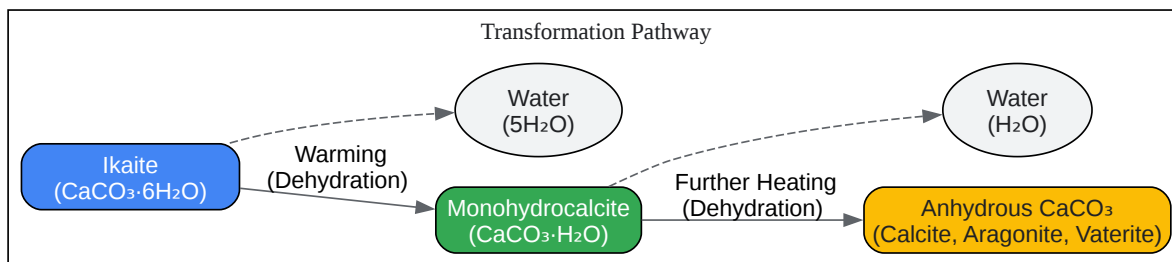 Transformation Pathway
Water
(5H₂O)
Water
(H₂O)
Ikaite
(CaCO₃·6H₂O)
Warming
(Dehydration)
Monohydrocalcite
(CaCO₃·H₂O)
Further Heating
(Dehydration)
Anhydrous CaCO₃
(Calcite, Aragonite, Vaterite)